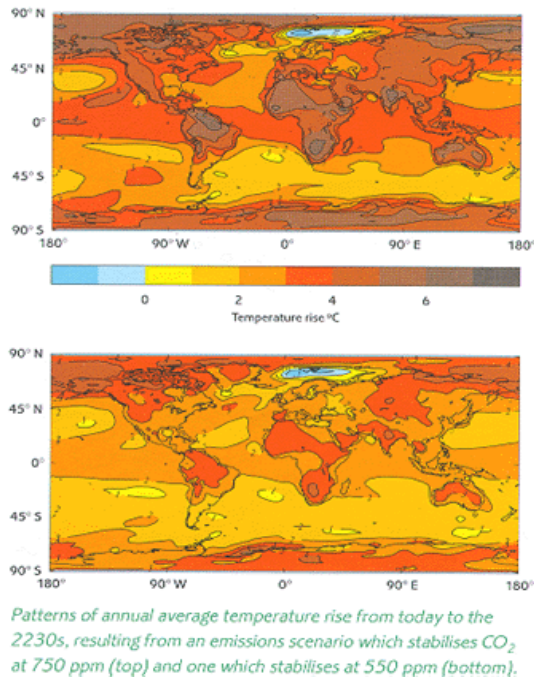 90° N
45° N
0°
45° S
90° S
180° 90° W 0° 90° E 180°
0 2 4 6
Temperature rise °C
90° N
45° N
0°
45° S
90° S
180° 90° W 0° 90° E 180°
Patterns of annual average temperature rise from today to the
2230s, resulting from an emissions scenario which stabilises CO₂
at 750 ppm (top) and one which stabilises at 550 ppm (bottom).